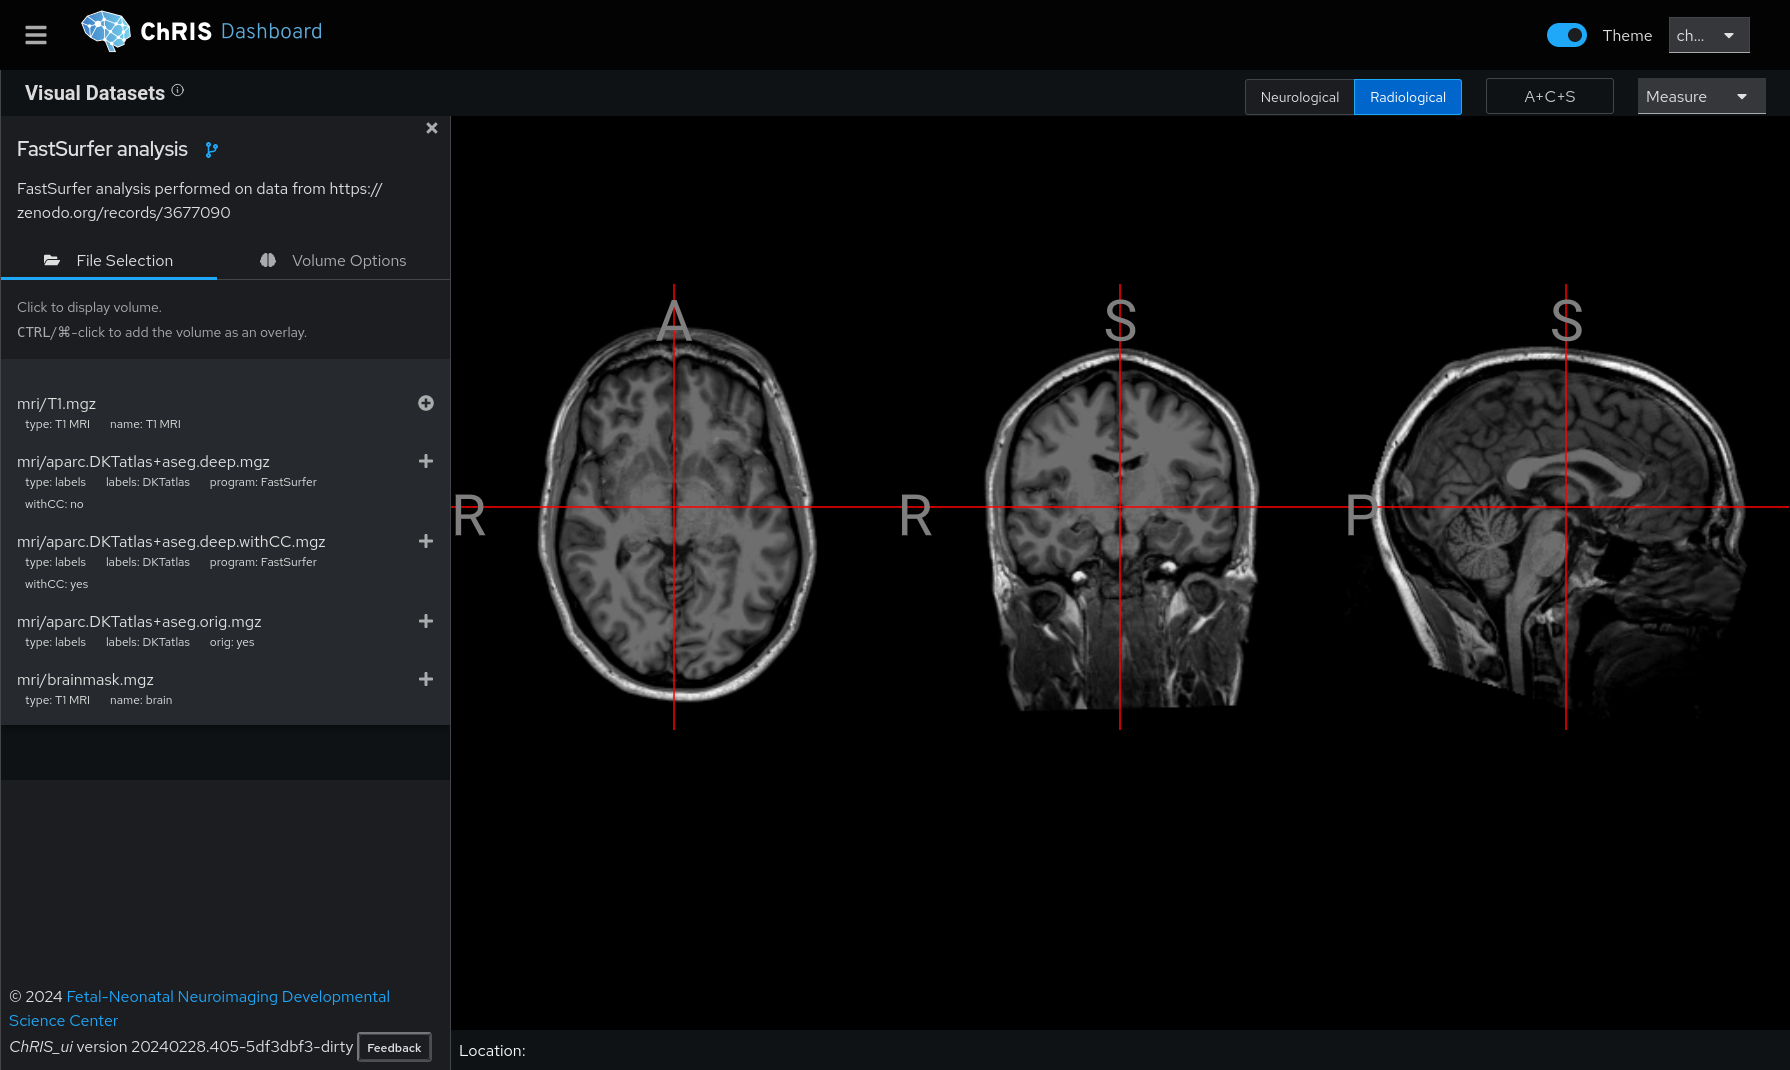 ChRIS Dashboard
Theme
ch...
Visual Datasets
Neurological
Radiological
A+C+S
Measure
FastSurfer analysis
FastSurfer analysis performed on data from https://
zenodo.org/records/3677090
File Selection
Volume Options
Click to display volume.
CTRL/⌘-click to add the volume as an overlay.
mri/T1.mgz
type: T1 MRI name: T1 MRI
mri/aparc.DKTatlas+aseg.deep.mgz
type: labels labels: DKTatlas program: FastSurfer
withCC: no
mri/aparc.DKTatlas+aseg.deep.withCC.mgz
type: labels labels: DKTatlas program: FastSurfer
withCC: yes
mri/aparc.DKTatlas+aseg.orig.mgz
type: labels labels: DKTatlas orig: yes
mri/brainmask.mgz
type: T1 MRI name: brain
A
S
S
R
R
P
© 2024 Fetal-Neonatal Neuroimaging Developmental
Science Center
ChRIS_ui version 20240228.405-5df3dbf3-dirty
Feedback
Location: